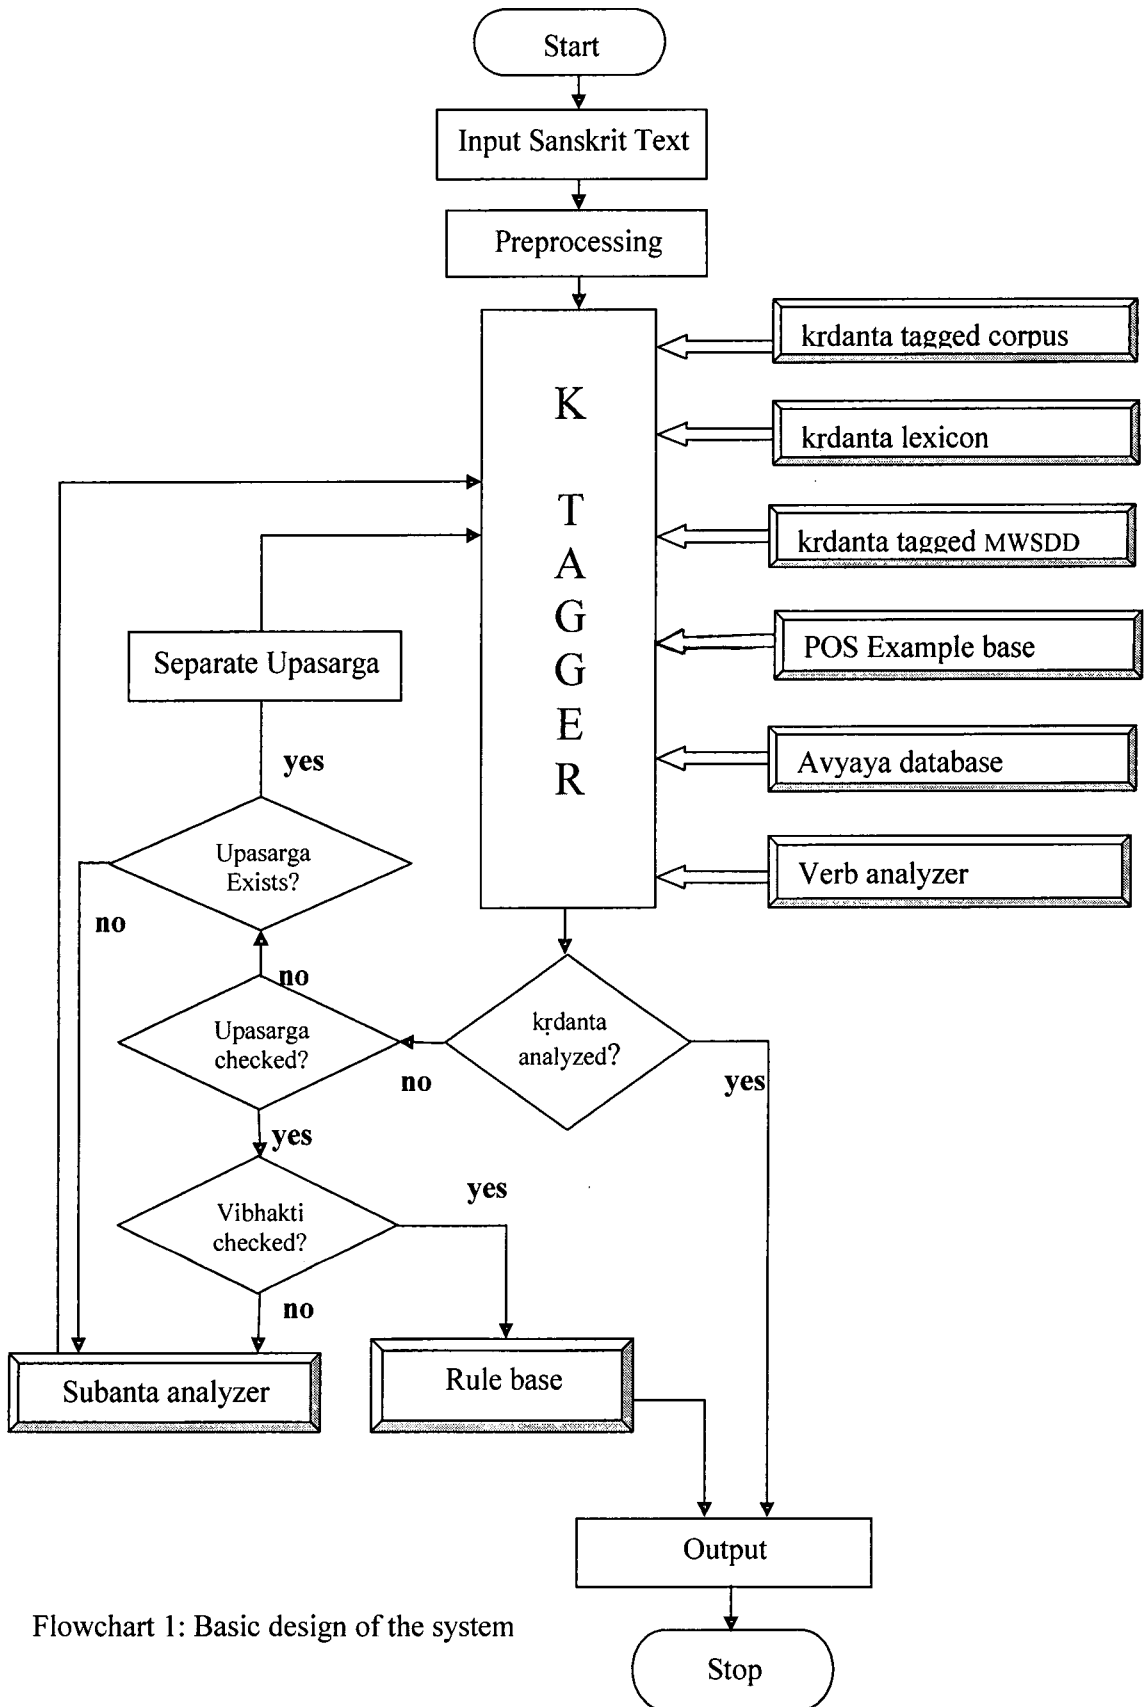 Start
Input Sanskrit Text
Preprocessing
K
T
A
G
G
E
R
krdanta tagged corpus
krdanta lexicon
krdanta tagged MWSDD
POS Example base
Avyaya database
Verb analyzer
Separate Upasarga
yes
Upasarga
Exists?
no
no
Upasarga
checked?
kṛdanta
analyzed?
no
yes
yes
Vibhakti
checked?
yes
no
Subanta analyzer
Rule base
Output
Flowchart 1: Basic design of the system
Stop